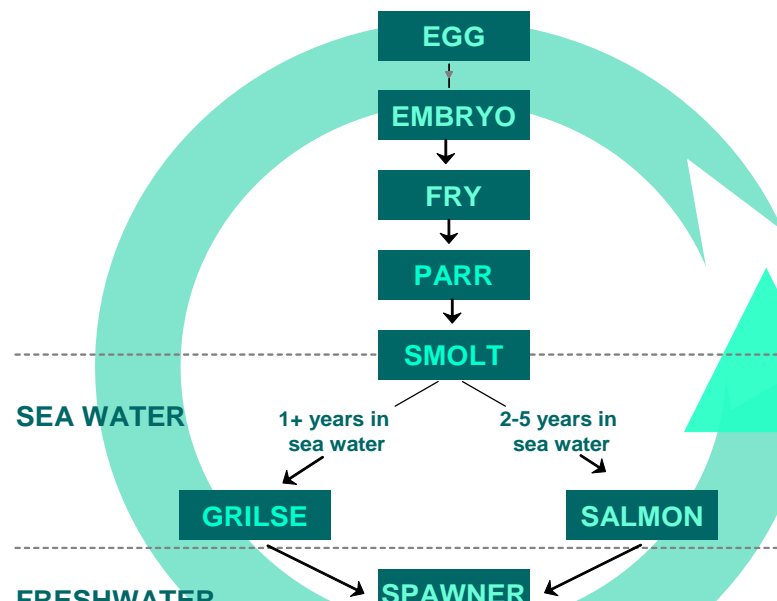 EGG
EMBRYO
FRY
PARR
SMOLT
SEA WATER
1+ years in
sea water
2-5 years in
sea water
GRILSE
SALMON
FRESHWATER
SPAWNER